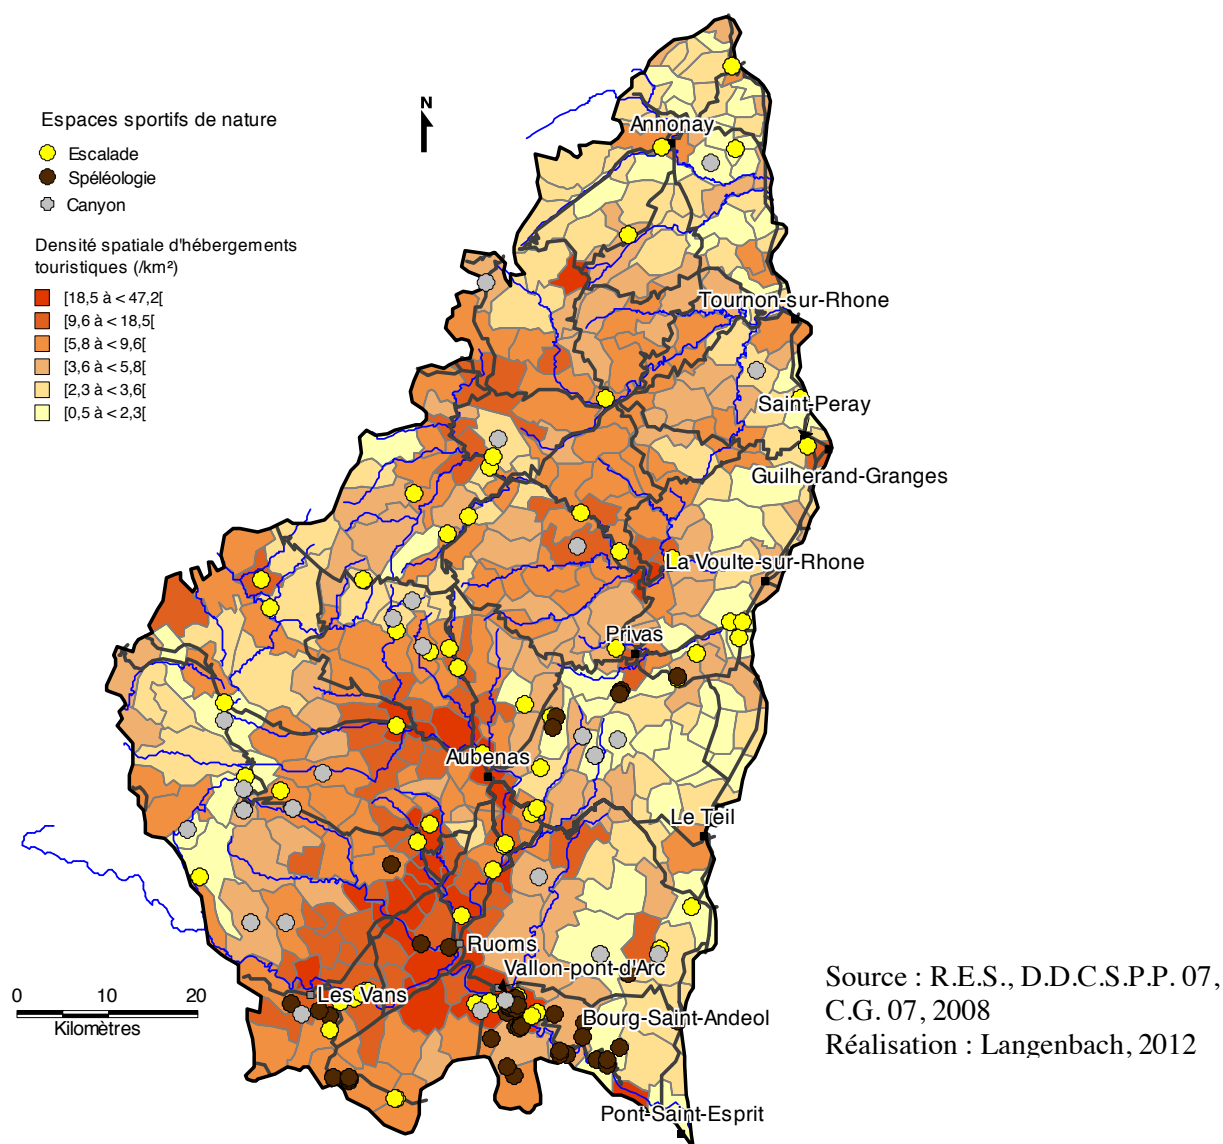 N
Espaces sportifs de nature
Escalade
Spéléologie
Canyon
Densité spatiale d'hébergements
touristiques (/km²)
[18,5 à < 47,2[
[9,6 à < 18,5[
[5,8 à < 9,6[
[3,6 à < 5,8[
[2,3 à < 3,6[
[0,5 à < 2,3[
Annonay
Tournon-sur-Rhone
Saint-Peray
Guilherand-Granges
La Voulte-sur-Rhone
Privas
Aubenas
Le Teil
Ruoms
Vallon-pont-d'Arc
Les Vans
Bourg-Saint-Andeol
Pont-Saint-Esprit
0 10 20
Kilomètres
Source : R.E.S., D.D.C.S.P.P. 07,
C.G. 07, 2008
Réalisation : Langenbach, 2012